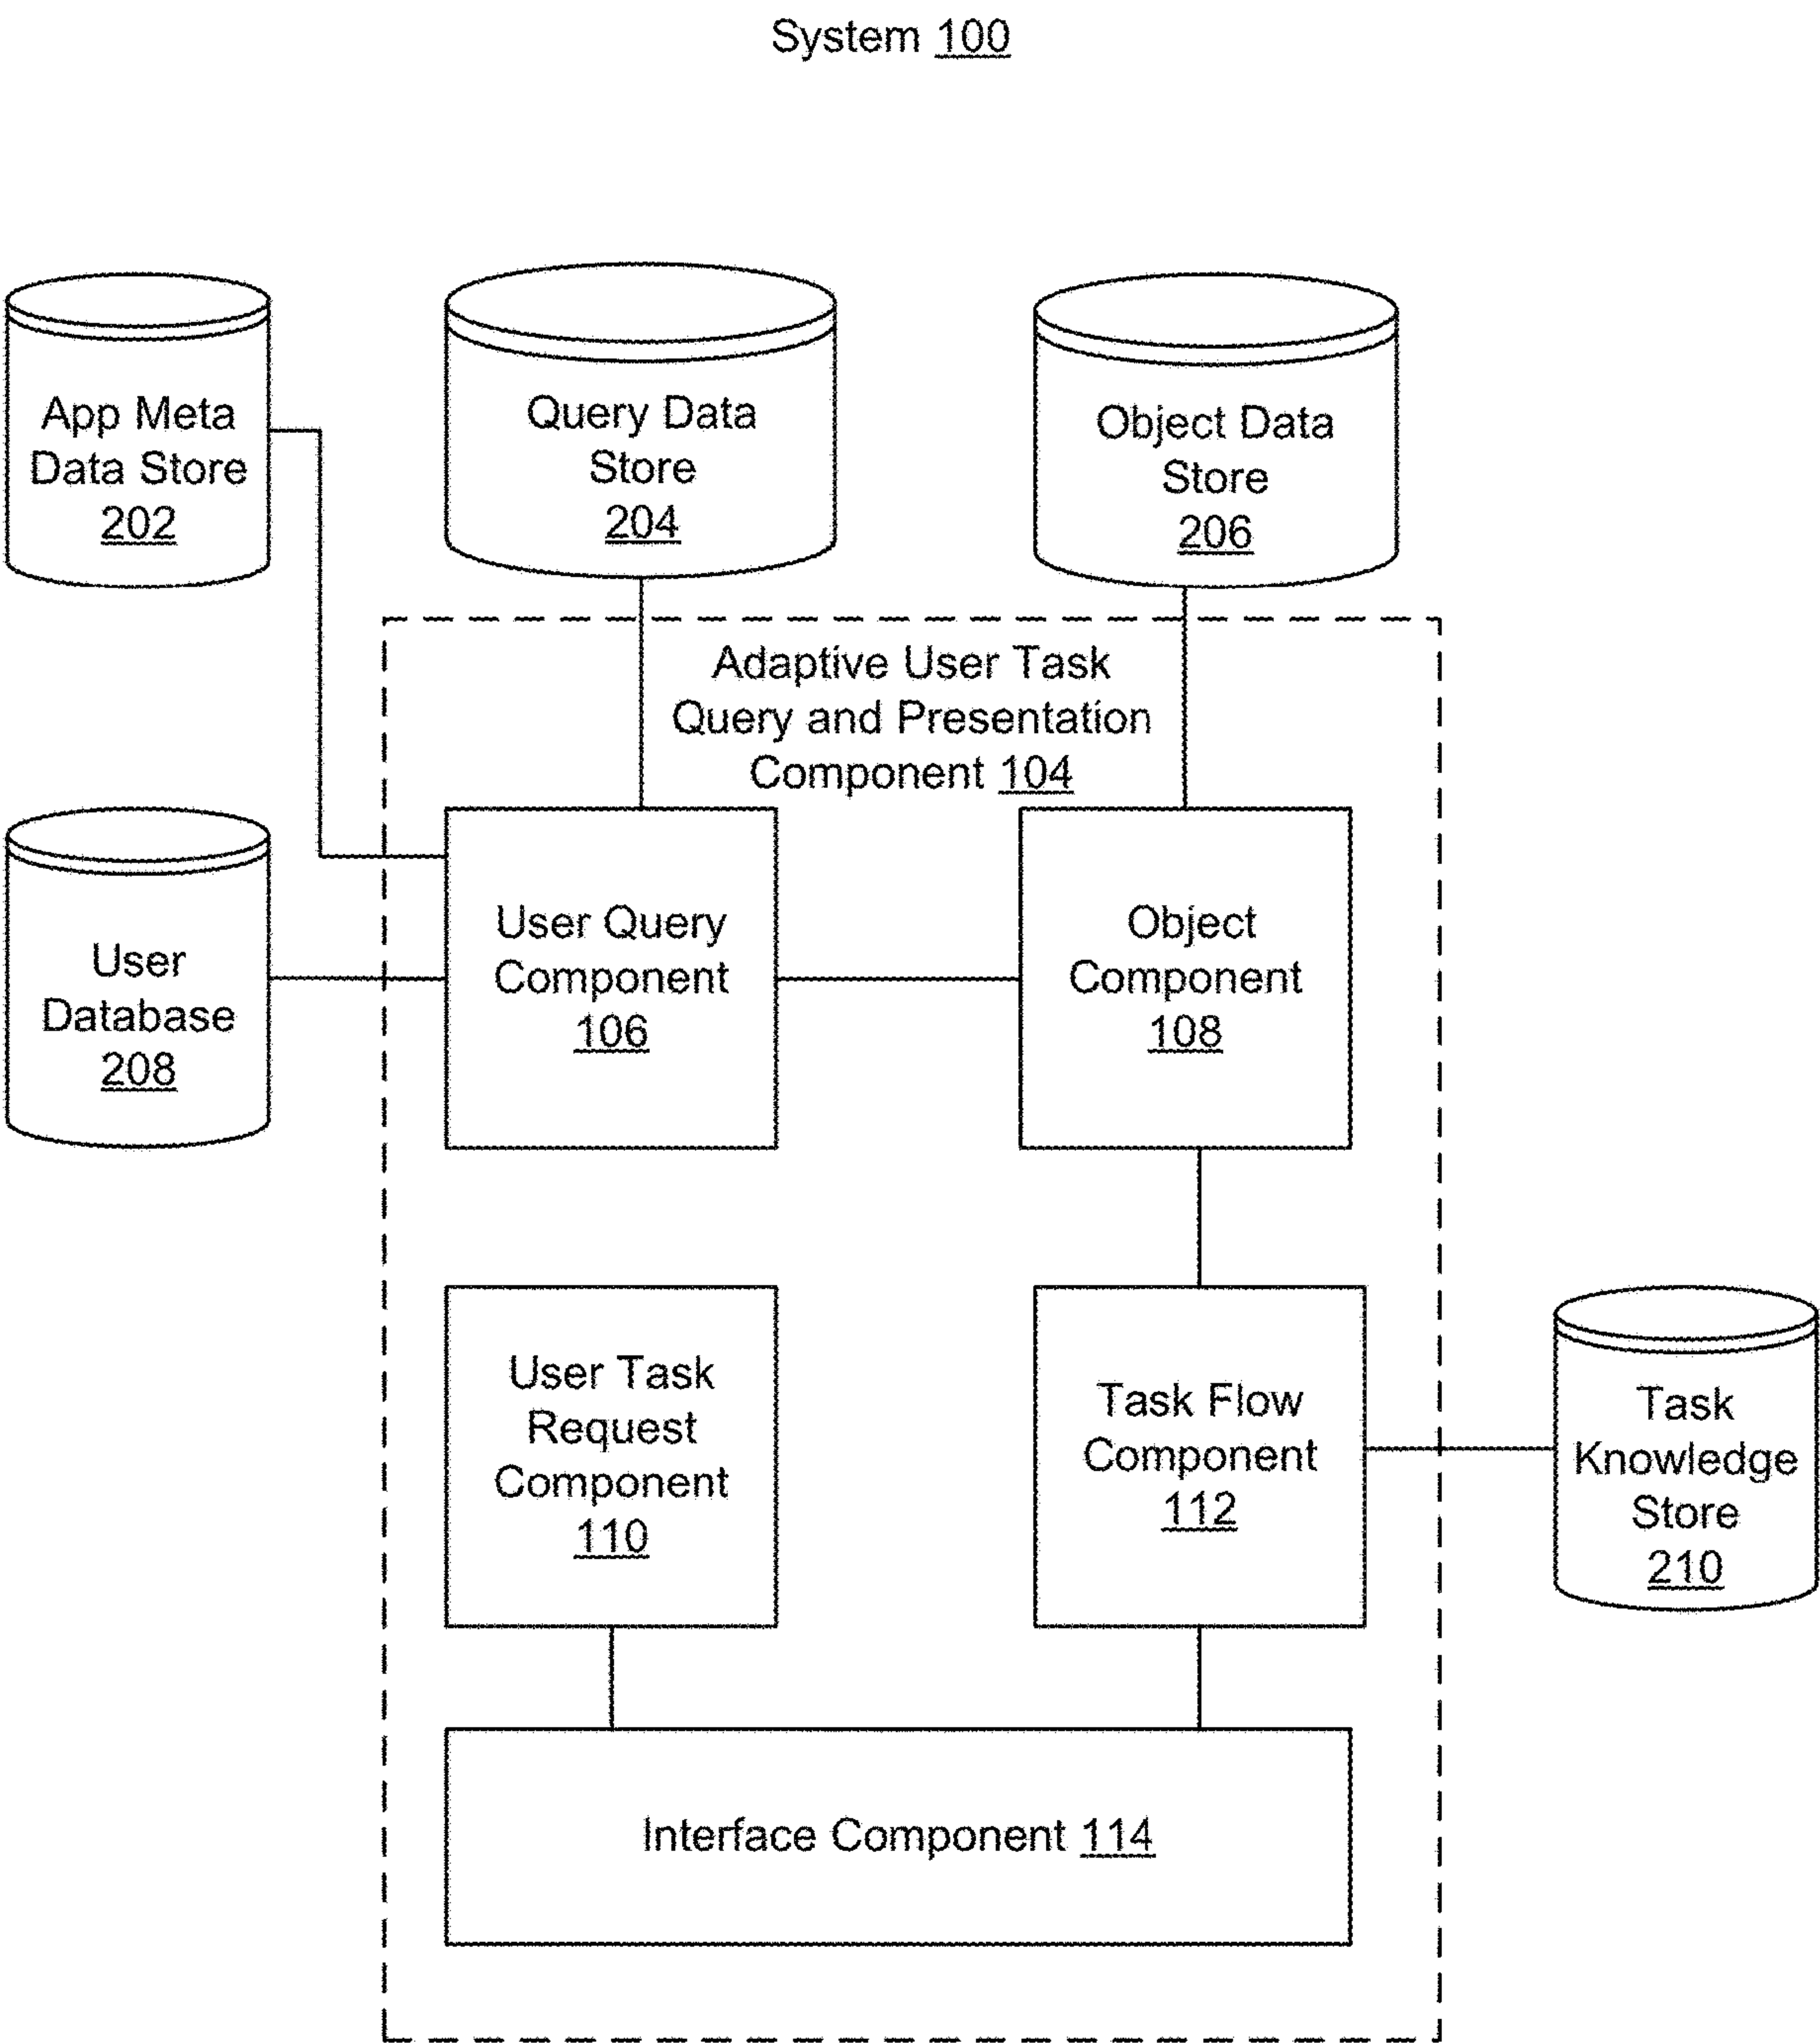 System 100
App Meta
Data Store
202
Query Data
Store
204
Object Data
Store
206
Adaptive User Task
Query and Presentation
Component 104
User
Database
208
User Query
Component
106
Object
Component
108
User Task
Request
Component
110
Task Flow
Component
112
Task
Knowledge
Store
210
Interface Component 114